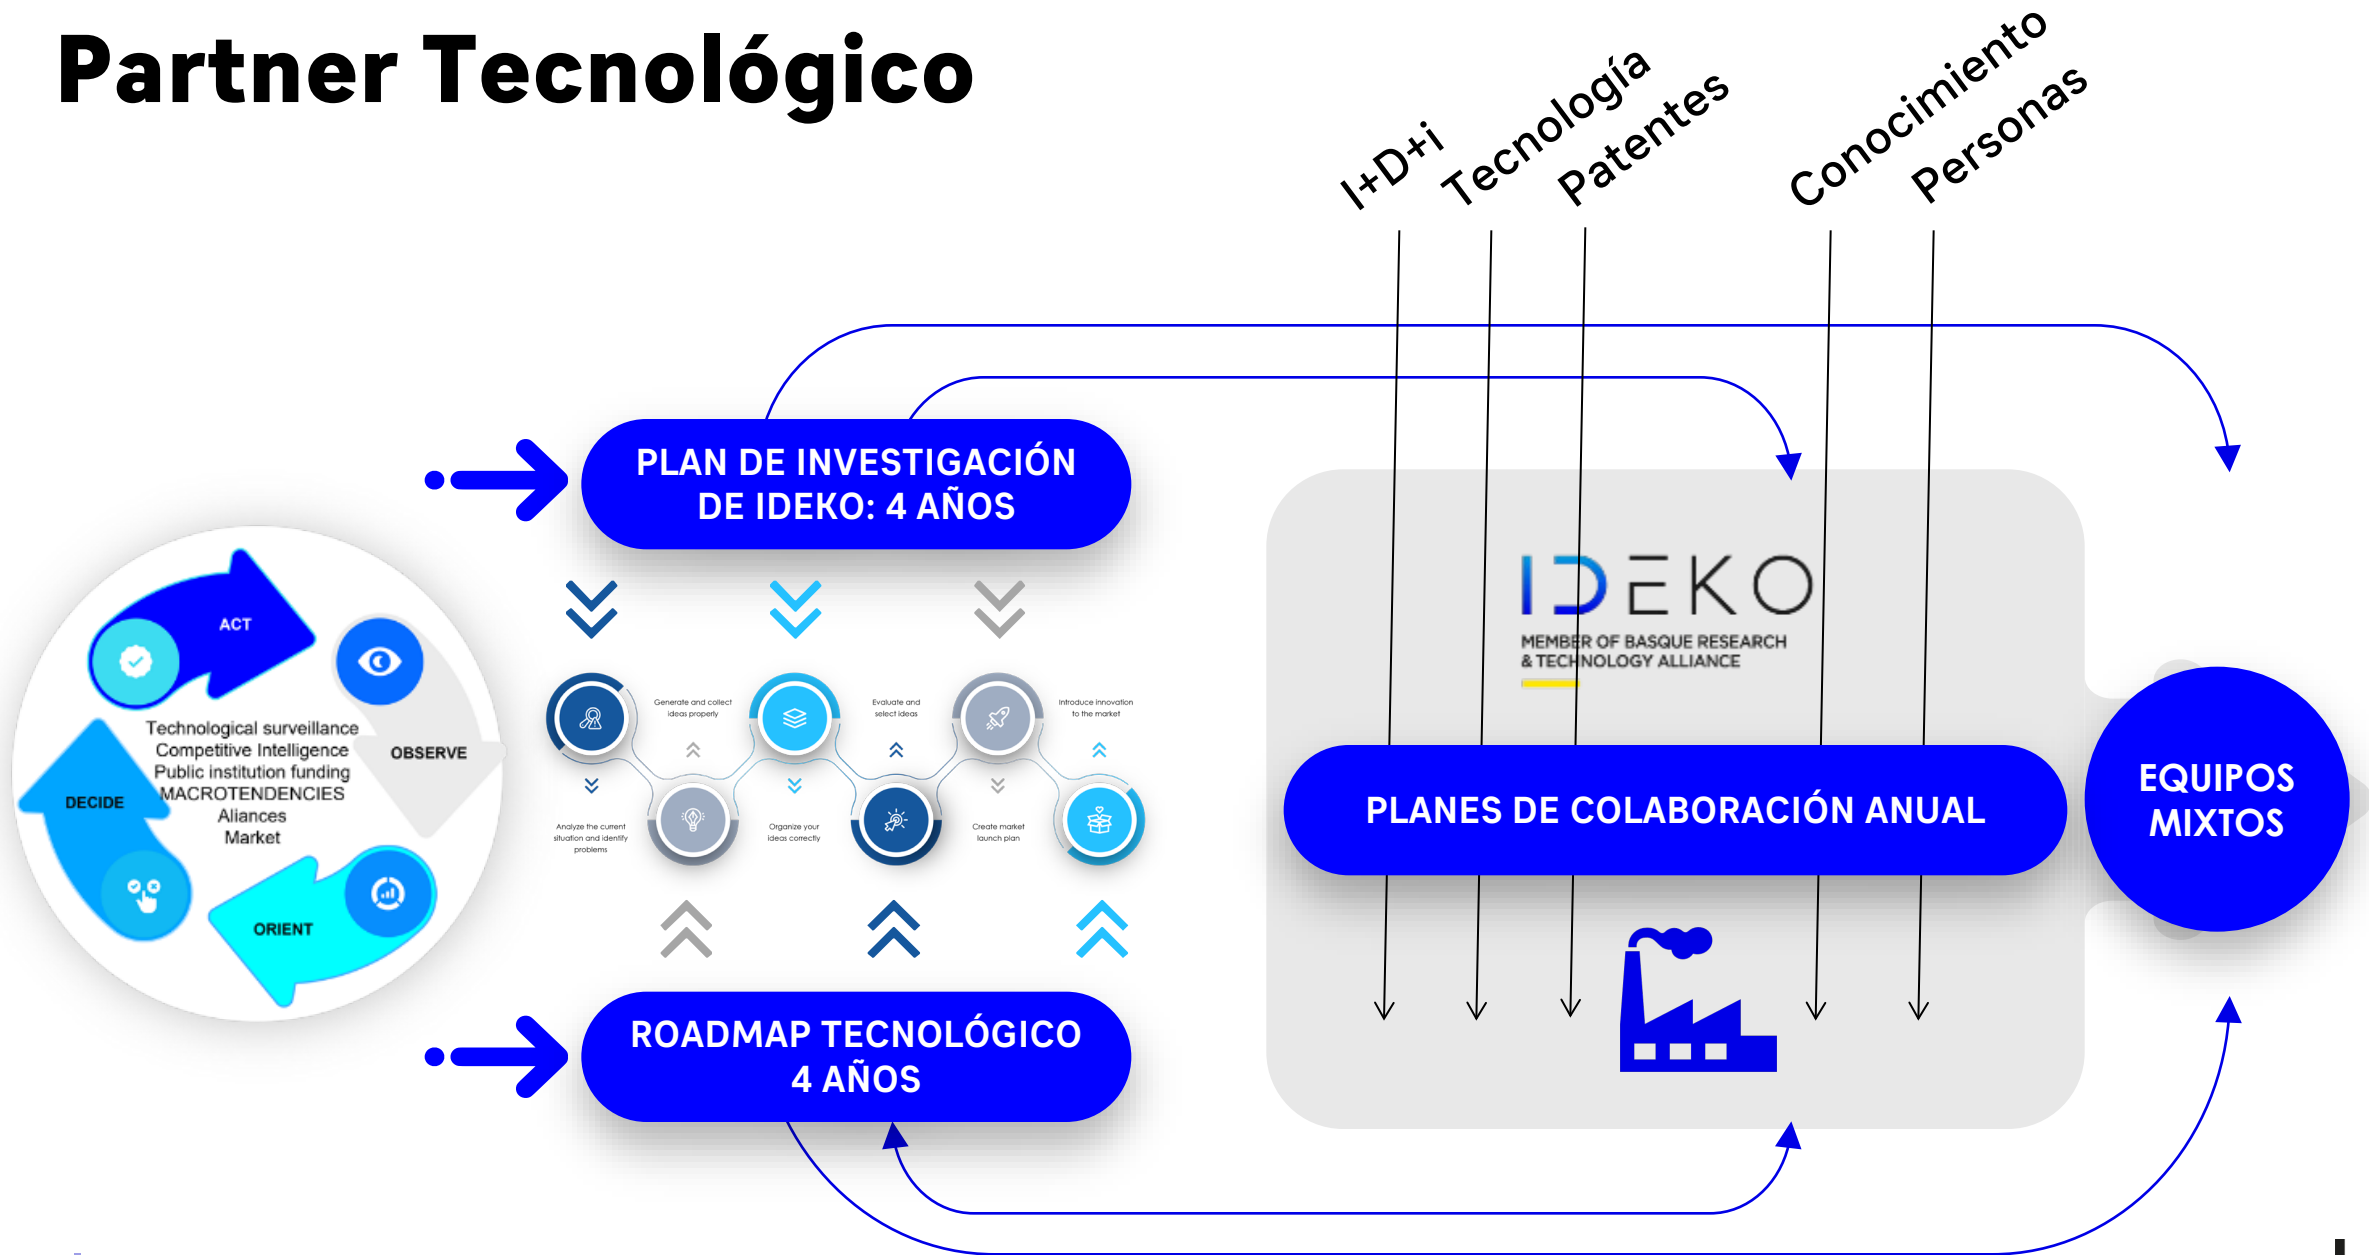 Partner Tecnológico
I+D+i
Tecnología
Patentes
Conocimiento
Personas
PLAN DE INVESTIGACIÓN
DE IDEKO: 4 AÑOS
ACT
OBSERVE
ORIENT
DECIDE
Technological surveillance
Competitive Intelligence
Public institution funding
MACROTENDENCIES
Aliances
Market
Generate and collect
ideas properly
Evaluate and
select ideas
Introduce innovation
to the market
Analyze the current
situation and identify
problems
Organize your
ideas correctly
Create market
launch plan
ROADMAP TECNOLÓGICO
4 AÑOS
IDEKO
MEMBER OF BASQUE RESEARCH
& TECHNOLOGY ALLIANCE
PLANES DE COLABORACIÓN ANUAL
EQUIPOS
MIXTOS